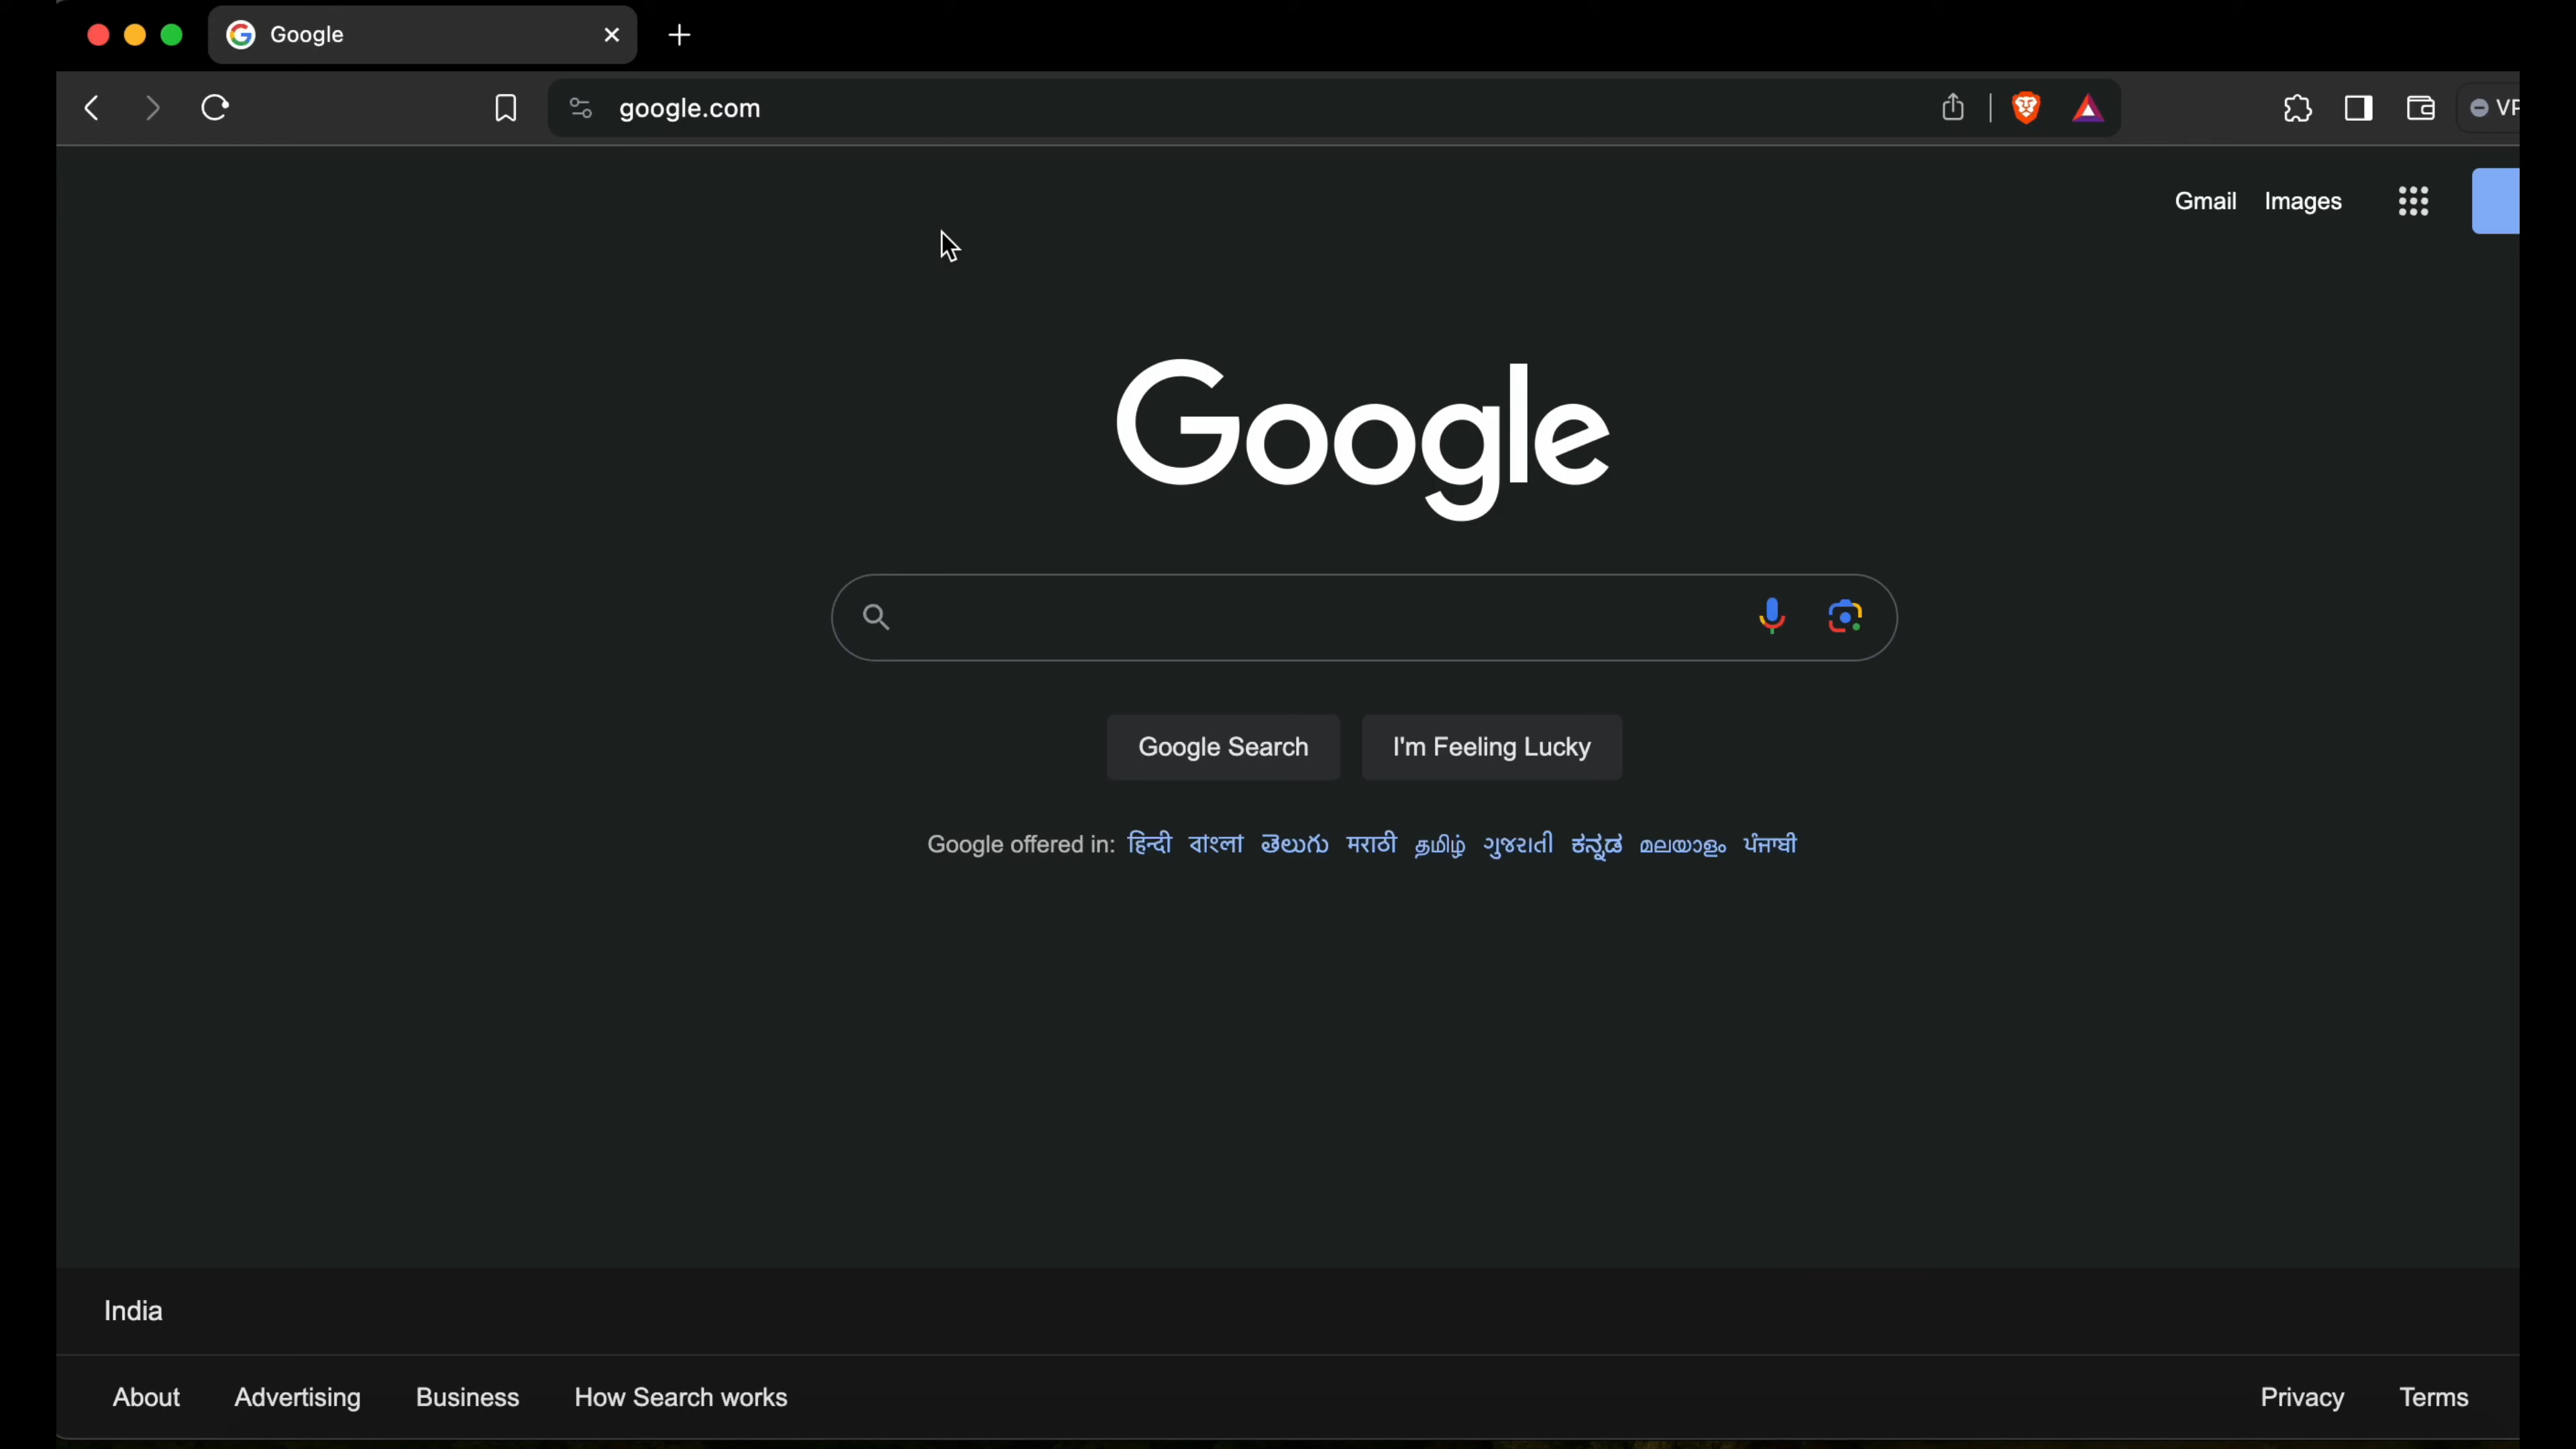 Google
google.com
VP
Gmail Images
Google
Google Search I'm Feeling Lucky
Google offered in: हिन्दी বাংলা తెలుగు मराठी தமிழ் ગુજરાતી ಕನ್ನಡ മലയാളം ਪੰਜਾਬੀ
India
About Advertising Business How Search works Privacy Terms